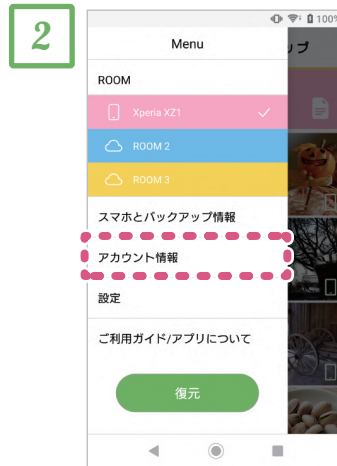 2
100%
Menu
ップ
ROOM
Xperia XZ1
ROOM 2
ROOM 3
スマホとバックアップ情報
アカウント情報
設定
ご利用ガイド/アプリについて
復元